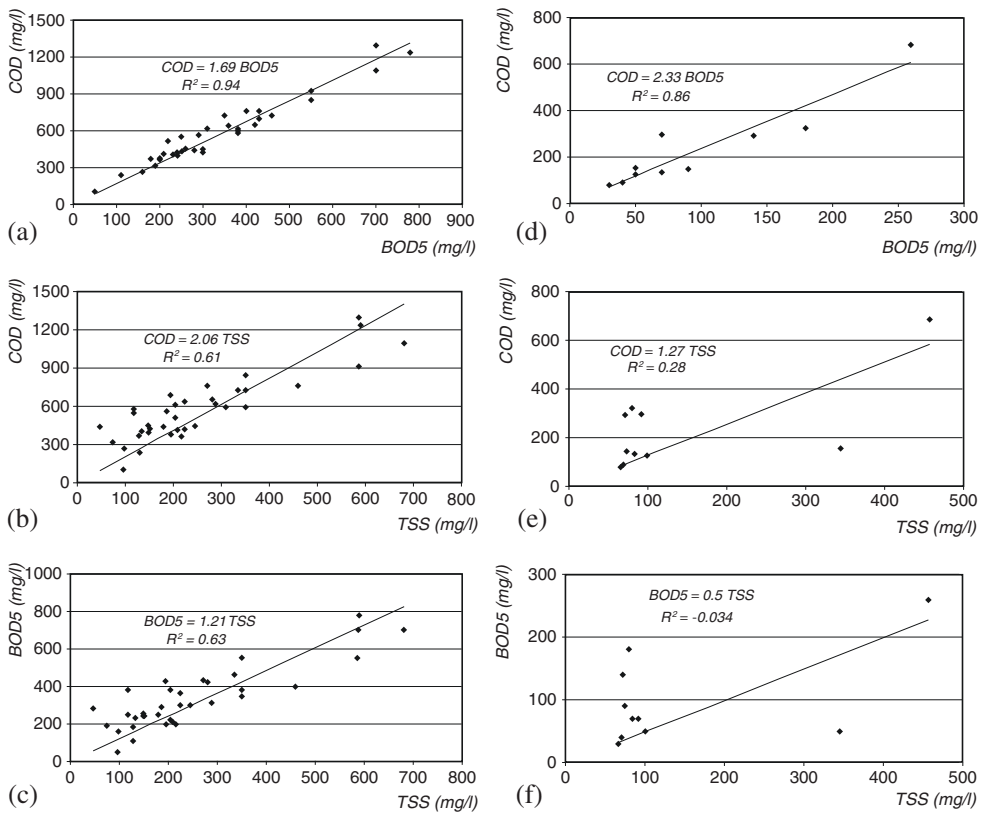 COD (mg/l)
1500
1200
900
600
300
0
COD = 1.69 BOD5
R² = 0.94
0 100 200 300 400 500 600 700 800 900
(a)
BOD5 (mg/l)
COD (mg/l)
800
600
400
200
0
COD = 2.33 BOD5
R² = 0.86
0 50 100 150 200 250 300
(d)
BOD5 (mg/l)
COD (mg/l)
1500
1200
900
600
300
0
COD = 2.06 TSS
R² = 0.61
0 100 200 300 400 500 600 700 800
(b)
TSS (mg/l)
COD (mg/l)
800
600
400
200
0
COD = 1.27 TSS
R² = 0.28
0 100 200 300 400 500
(e)
TSS (mg/l)
BOD5 (mg/l)
1000
800
600
400
200
0
BOD5 = 1.21 TSS
R² = 0.63
0 100 200 300 400 500 600 700 800
(c)
TSS (mg/l)
BOD5 (mg/l)
300
200
100
0
BOD5 = 0.5 TSS
R² = -0.034
0 100 200 300 400 500
(f)
TSS (mg/l)